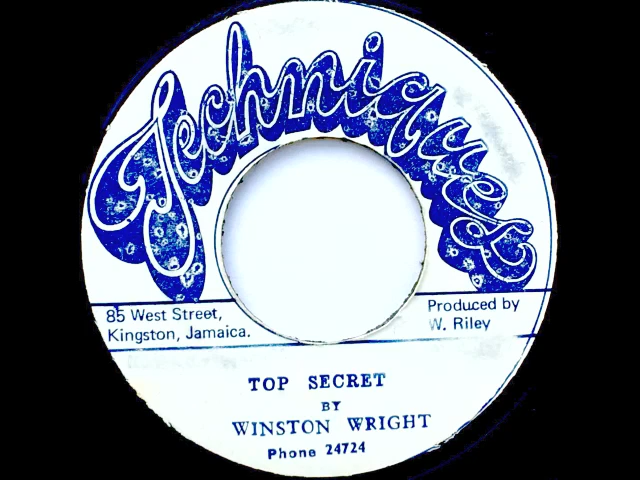 Techniques
85 West Street,
Kingston, Jamaica.
Produced by
W. Riley
TOP SECRET
BY
WINSTON WRIGHT
Phone 24724